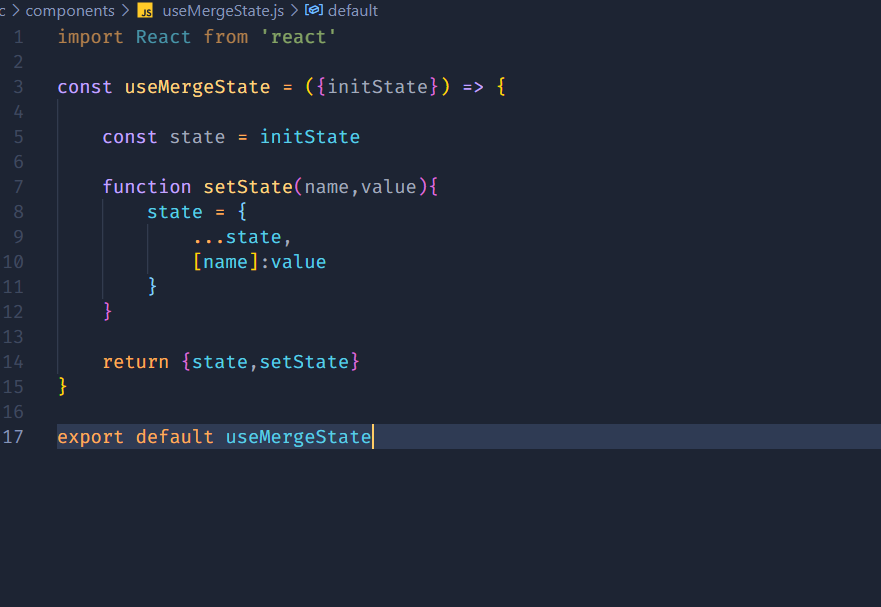 c > components > JS useMergeState.js > default
1 import React from 'react'
2
3 const useMergeState = ({initState}) => {
4
5 const state = initState
6
7 function setState(name,value){
8 state = {
9 ...state,
10 [name]:value
11 }
12 }
13
14 return {state,setState}
15 }
16
17 export default useMergeState